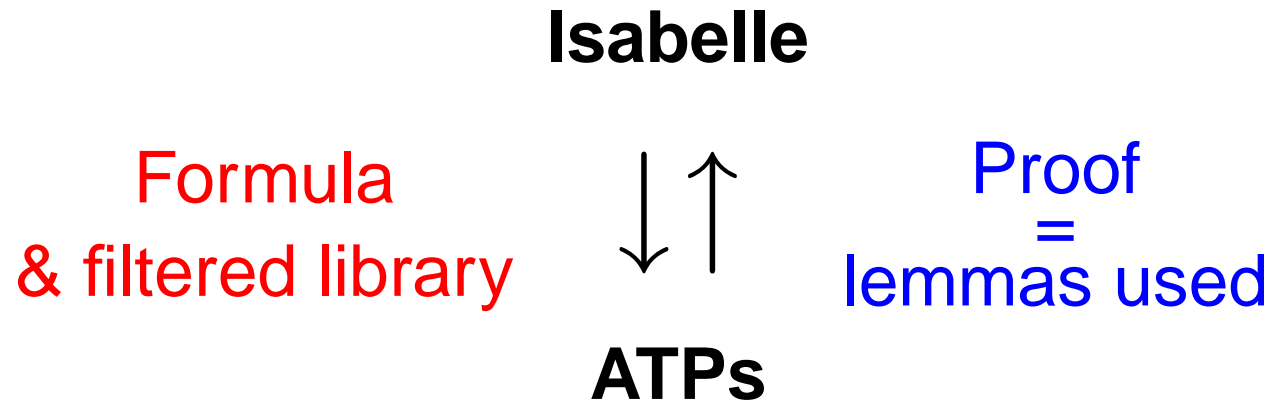 Isabelle
Formula
& filtered library
↓↑
Proof
=
lemmas used
ATPs